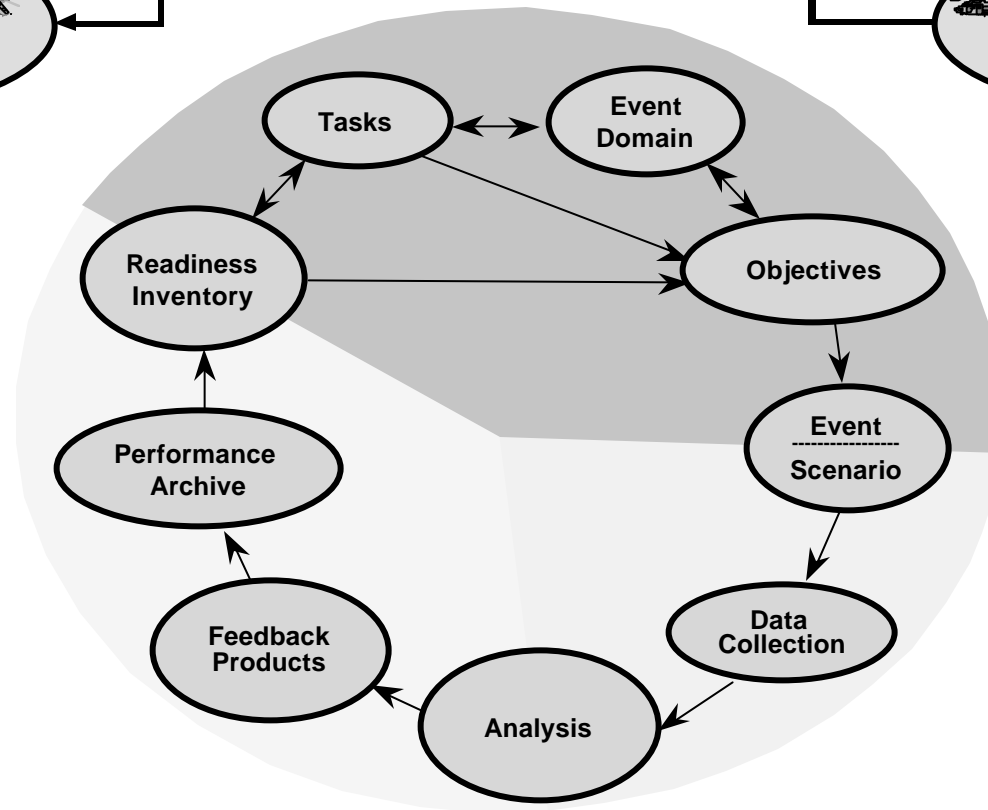 Tasks
Event
Domain
Readiness
Inventory
Objectives
Event
------------------
Scenario
Performance
Archive
Data
Collection
Feedback
Products
Analysis